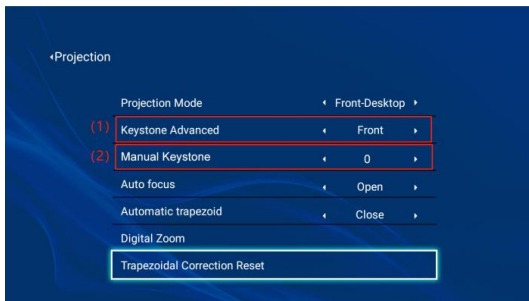 Projection
Projection Mode Front-Desktop
(1) Keystone Advanced Front
(2) Manual Keystone 0
Auto focus Open
Automatic trapezoid Close
Digital Zoom
Trapezoidal Correction Reset